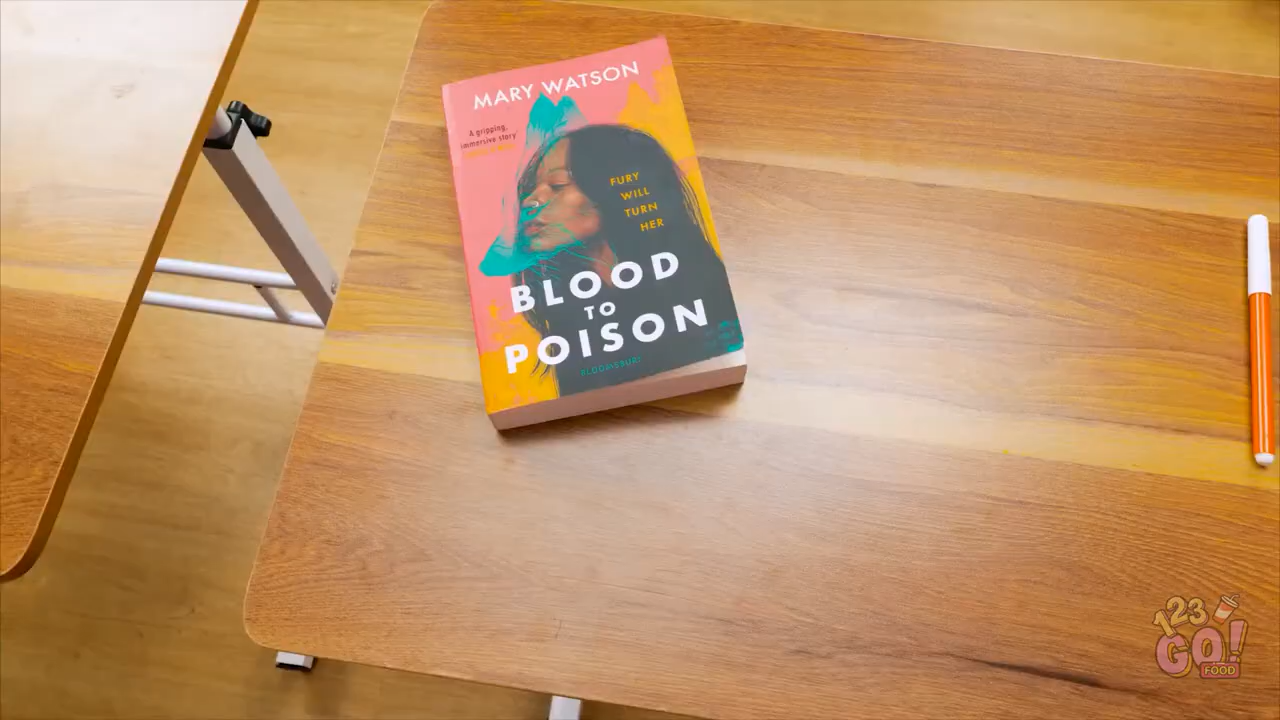 MARY WATSON
A gripping,
immersive story
FURY
WILL
TURN
HER
BLOOD
TO
POISON
BLOOMSBURY
123
GO!
FOOD